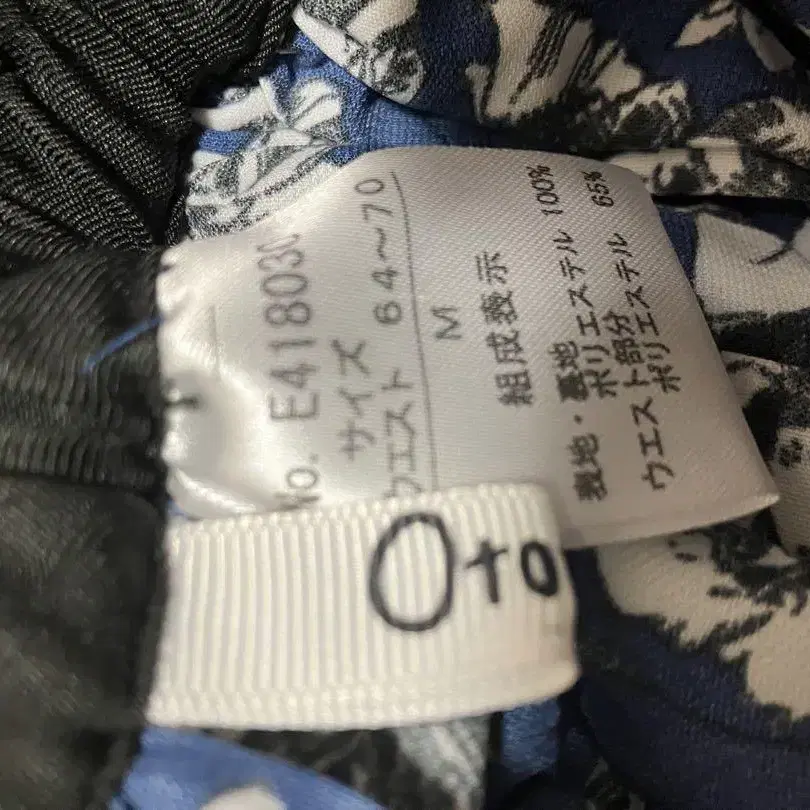 No. E418030
サイズ
ウエスト 64～70
M
組成表示
表地・裏地
ポリエステル 100%
ウエスト部分
ポリエステル 65%
Oto